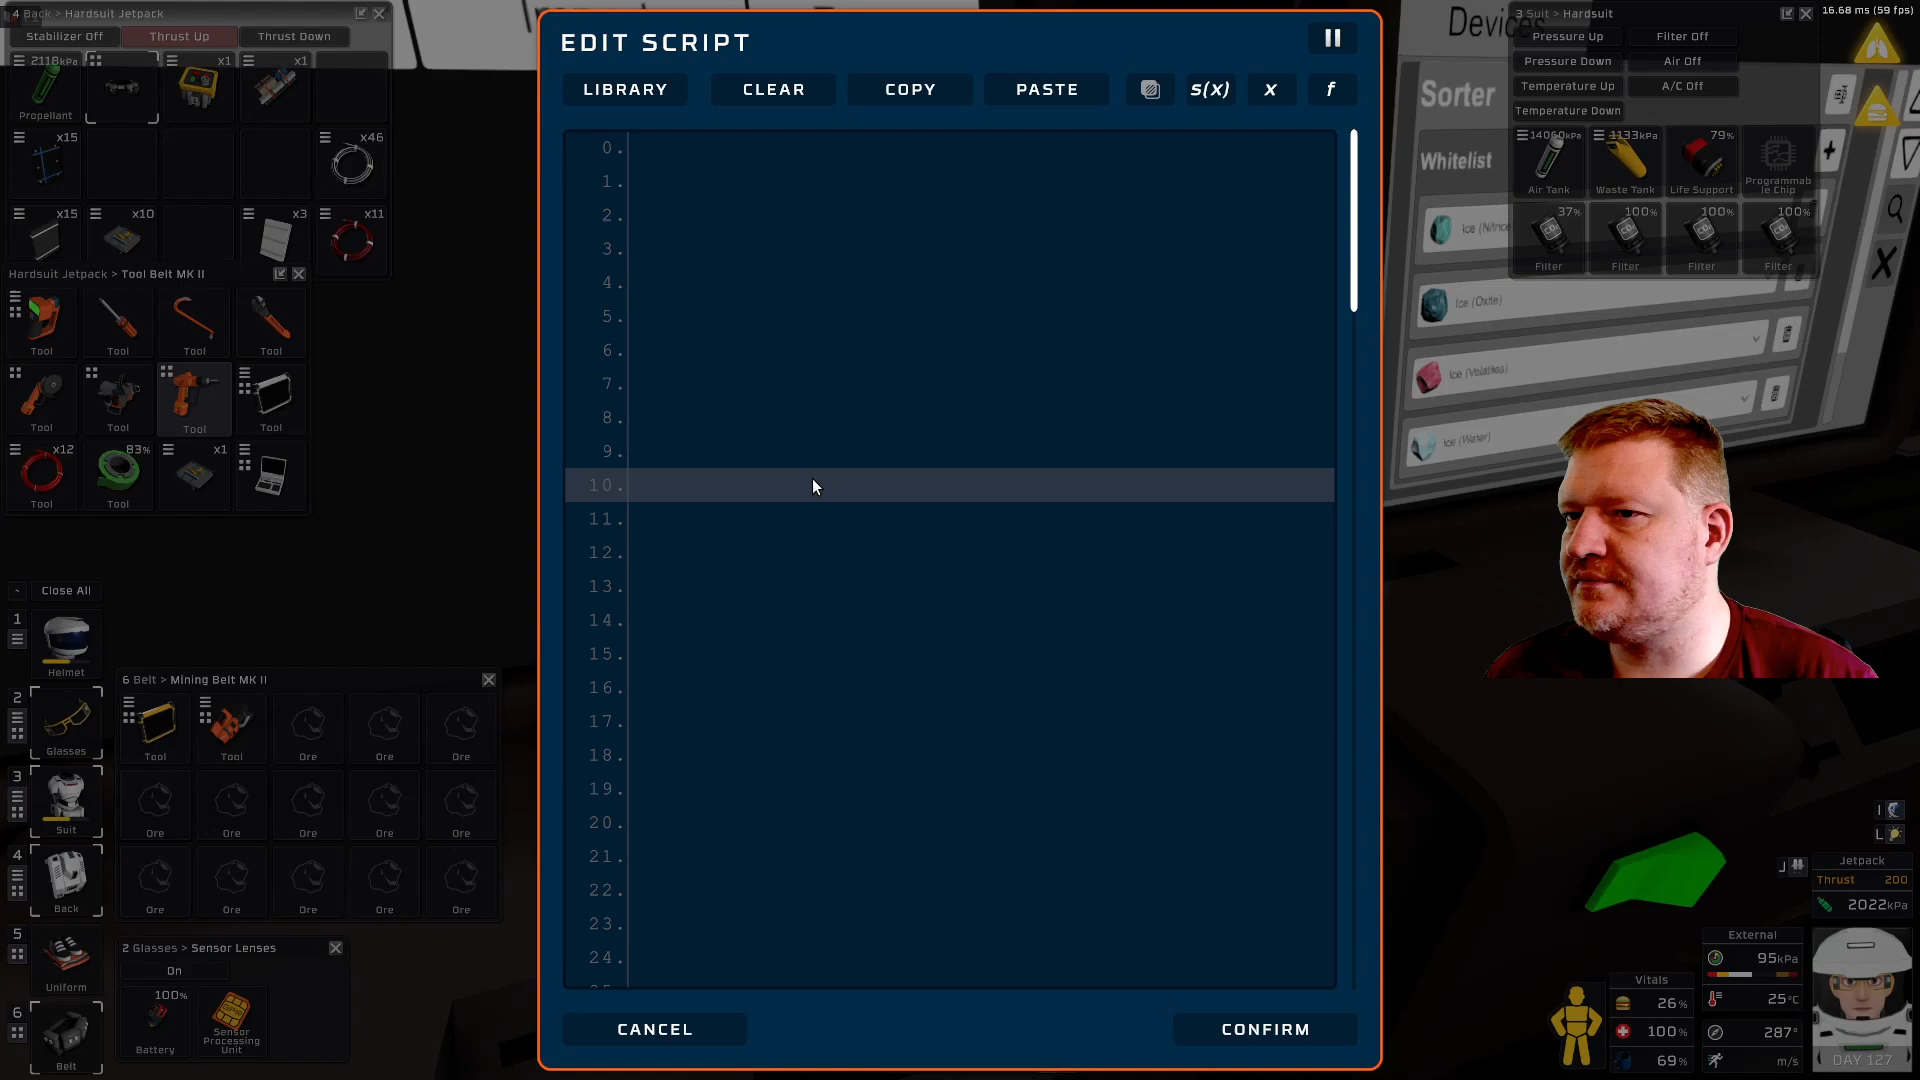 4 Back > Hardsuit Jetpack
Stabilizer Off
Thrust Up
Thrust Down
2118kPa
x1
x1
Propellant
x15
x46
x15
x10
x3
x11
Hardsuit Jetpack > Tool Belt MK II
Tool
Tool
Tool
Tool
Tool
Tool
Tool
Tool
x12
83%
x1
Tool
Tool
~
Close All
1
Helmet
2
Glasses
3
Suit
4
Back
5
Uniform
6
Belt
6 Belt > Mining Belt MK II
Tool
Tool
Ore
Ore
Ore
Ore
Ore
Ore
Ore
Ore
Ore
Ore
Ore
Ore
Ore
2 Glasses > Sensor Lenses
On
100%
Battery
Sensor
Processing
Unit
EDIT SCRIPT
LIBRARY
CLEAR
COPY
PASTE
s(x)
x
f
0.
1.
2.
3.
4.
5.
6.
7.
8.
9.
10.
11.
12.
13.
14.
15.
16.
17.
18.
19.
20.
21.
22.
23.
24.
CANCEL
CONFIRM
3 Suit > Hardsuit
16.68 ms (59 fps)
Pressure Up
Filter Off
Pressure Down
Air Off
Temperature Up
A/C Off
Temperature Down
14060kPa
1133kPa
79%
Air Tank
Waste Tank
Life Support
Programmab
le Chip
37%
100%
100%
100%
Filter
Filter
Filter
Filter
Sorter
Whitelist
Ice (Oxite)
Ice (Volatiles)
Ice (Water)
I
L
J
Jetpack
Thrust 200
2022kPa
External
95kPa
25°C
287°
m/s
Vitals
26%
100%
69%
DAY 127